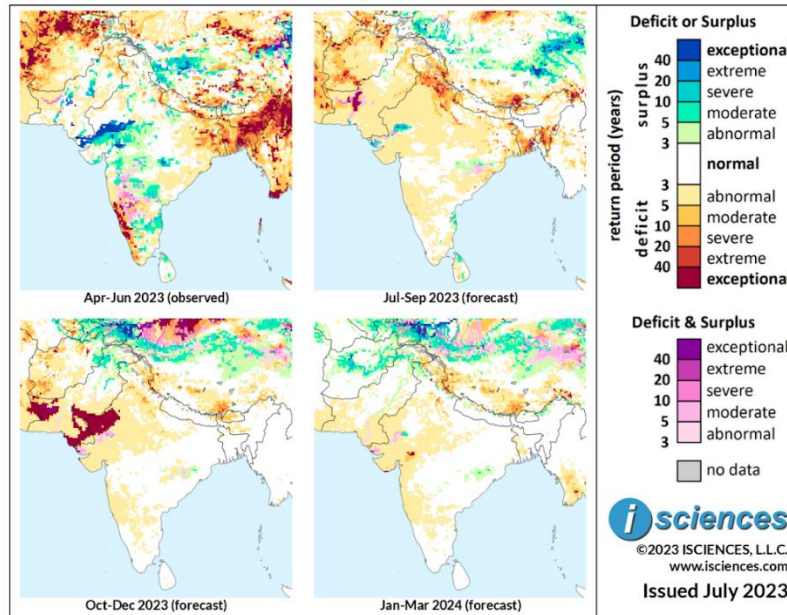 Apr-Jun 2023 (observed)
Jul-Sep 2023 (forecast)
Oct-Dec 2023 (forecast)
Jan-Mar 2024 (forecast)
Deficit or Surplus
return period (years)
surplus
deficit
40
20
10
5
3
exceptional
extreme
severe
moderate
abnormal
normal
3
5
10
20
40
abnormal
moderate
severe
extreme
exceptional
Deficit & Surplus
40
20
10
5
3
exceptional
extreme
severe
moderate
abnormal
no data
i sciences
©2023 ISCIENCES, L.L.C.
www.isciences.com
Issued July 2023